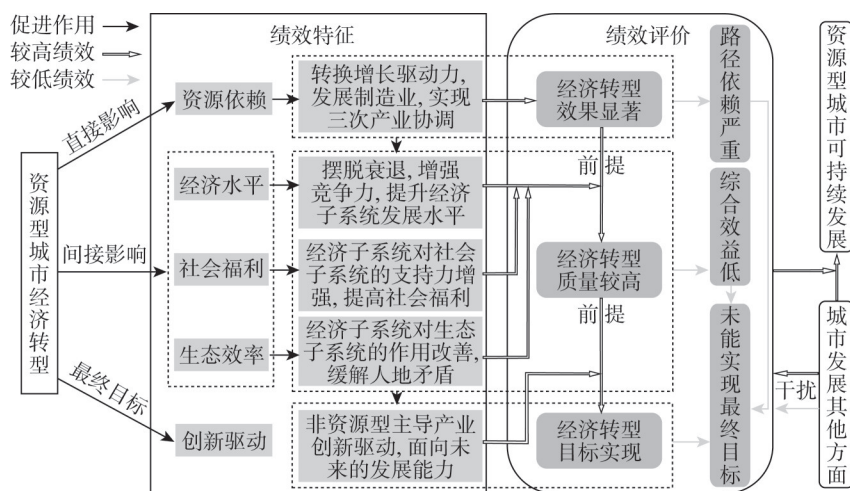 促进作用
较高绩效
较低绩效
绩效特征
绩效评价
资源型城市经济转型
直接影响
间接影响
最终目标
资源依赖
经济水平
社会福利
生态效率
创新驱动
转换增长驱动力,
发展制造业, 实现
三次产业协调
摆脱衰退, 增强
竞争力, 提升经济
子系统发展水平
经济子系统对社会
子系统的支持力增
强, 提高社会福利
经济子系统对生态
子系统的作用改善,
缓解人地矛盾
非资源型主导产业
创新驱动, 面向未
来的发展能力
经济转型
效果显著
前提
经济转型
质量较高
前提
经济转型
目标实现
路径依赖严重
综合效益低
未能实现最终目标
干扰
资源型城市可持续发展
城市发展其他方面